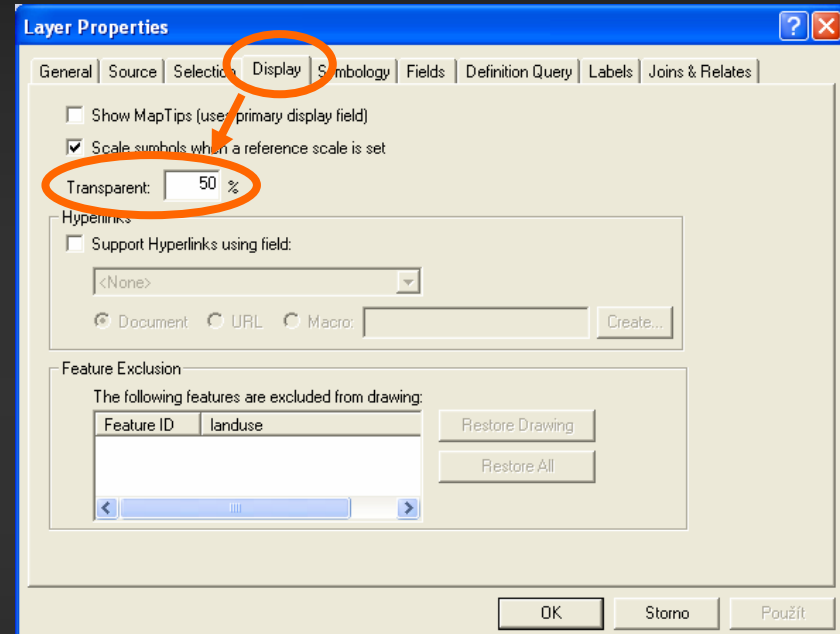 Layer Properties
General Source Selection Display Symbology Fields Definition Query Labels Joins & Relates
Show MapTips (uses primary display field)
Scale symbols when a reference scale is set
Transparent: 50 %
Hyperlinks
Support Hyperlinks using field:
<None>
Document URL Macro: Create...
Feature Exclusion
The following features are excluded from drawing:
Feature ID landuse
Restore Drawing
Restore All
OK Storno Použít